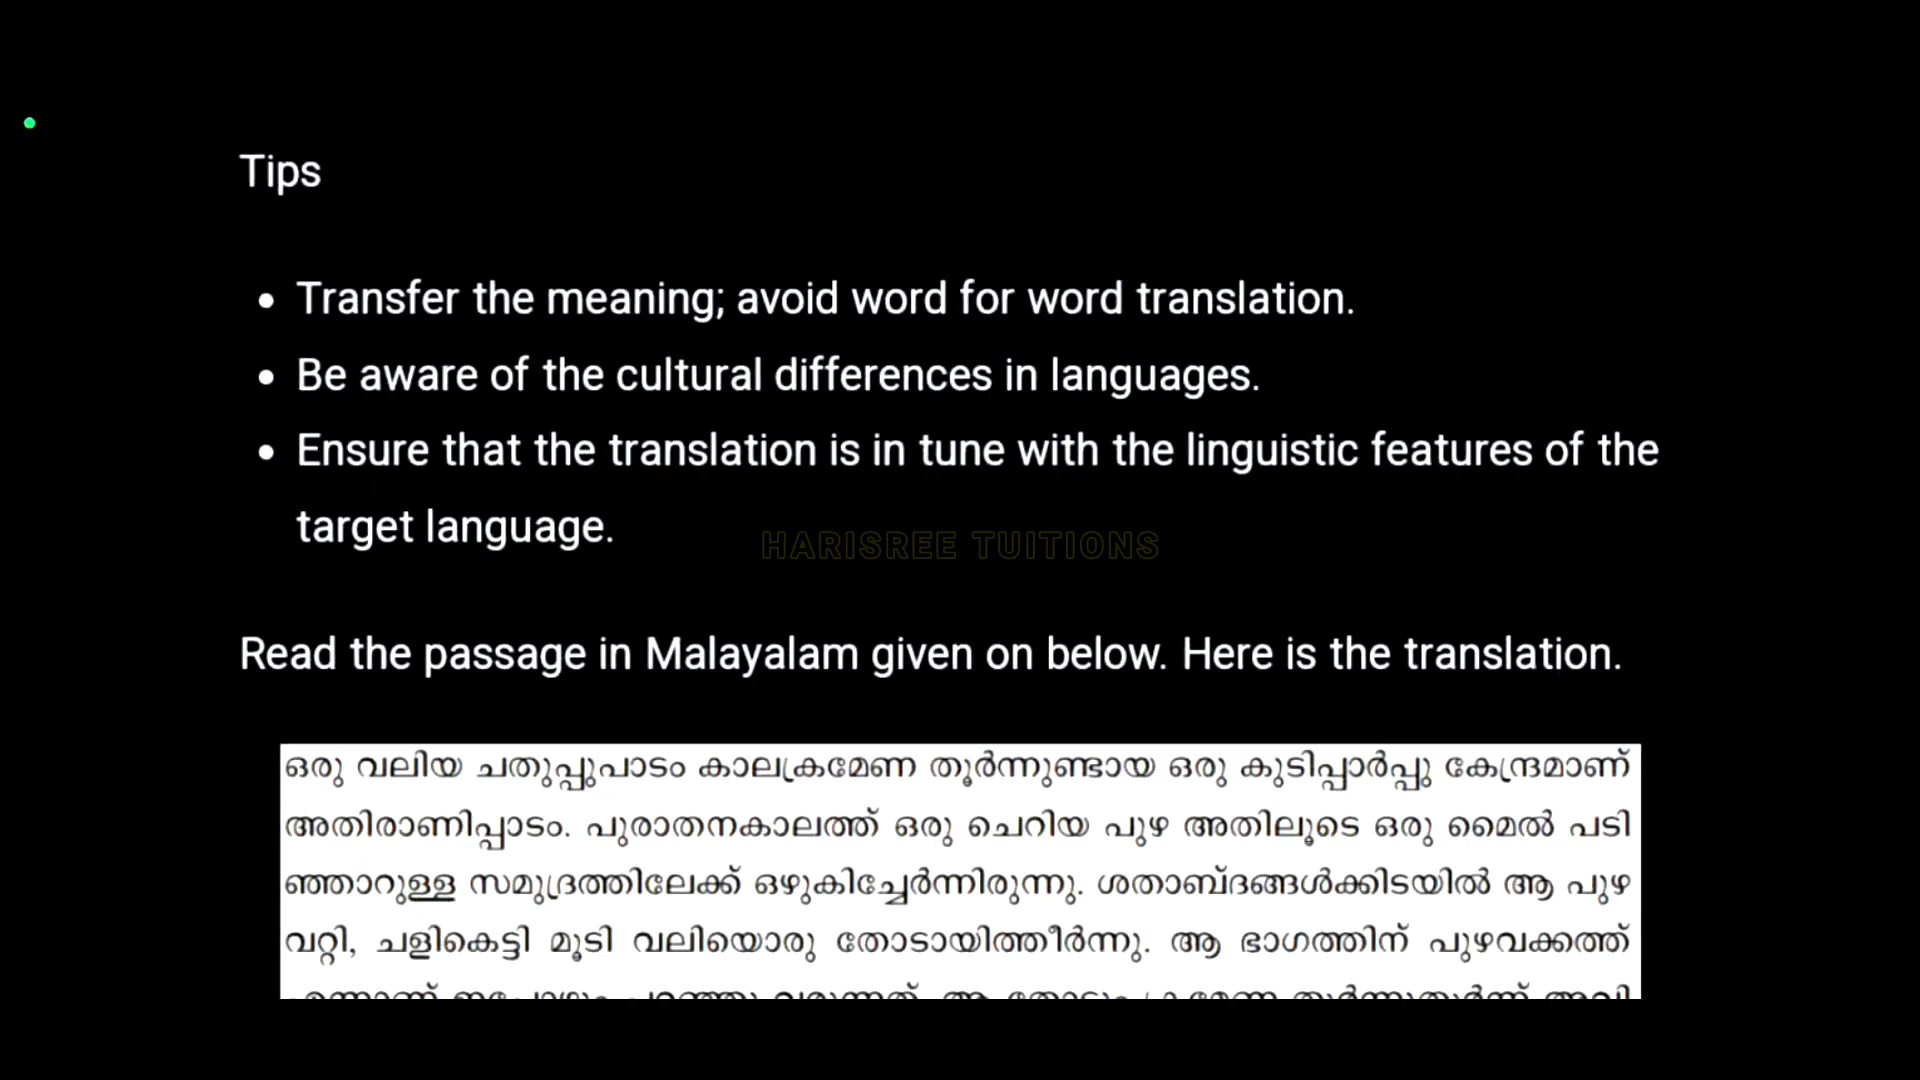 Tips
• Transfer the meaning; avoid word for word translation.
• Be aware of the cultural differences in languages.
• Ensure that the translation is in tune with the linguistic features of the
target language.
HARISREE TUITIONS
Read the passage in Malayalam given on below. Here is the translation.
ഒരു വലിയ ചതുപ്പുപാടം കാലക്രമേണ തൂർന്നുണ്ടായ ഒരു കുടിപ്പാർപ്പു കേന്ദ്രമാണ്
അതിരാണിപ്പാടം. പുരാതനകാലത്ത് ഒരു ചെറിയ പുഴ അതിലൂടെ ഒരു മൈൽ പടി
ഞ്ഞാറുള്ള സമുദ്രത്തിലേക്ക് ഒഴുകിച്ചേർന്നിരുന്നു. ശതാബ്ദങ്ങൾക്കിടയിൽ ആ പുഴ
വറ്റി, ചളികെട്ടി മൂടി വലിയൊരു തോടായിത്തീർന്നു. ആ ഭാഗത്തിന് പുഴവക്കത്ത്